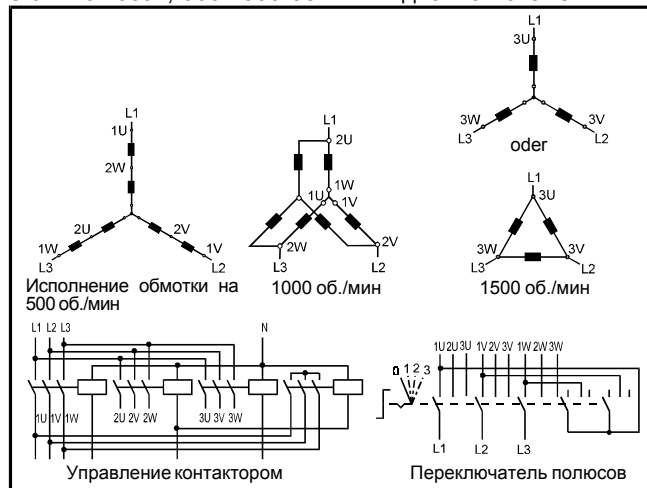 L1
1U
2W
2U
2V
1W
1V
L3
L2
Исполнение обмотки на
500 об./мин
L1
2U
1W
1U
1V
2W
2V
L3
L2
1000 об./мин
L1
3U
3W
3V
L3
L2
oder
L1
3U
3W
3V
L3
L2
1500 об./мин
L1 L2 L3
N
1U 1V 1W
2U 2V 2W
3U 3V 3W
Управление контактором
1U 2U 3U 1V 2V 3V 1W 2W 3W
0 1 2 3
L1
L2
L3
Переключатель полюсов